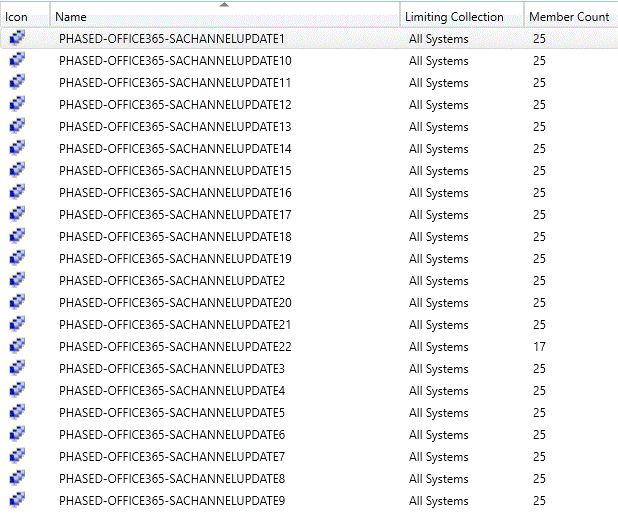 Icon Name Limiting Collection Member Count
PHASED-OFFICE365-SACHANNELUPDATE1 All Systems 25
PHASED-OFFICE365-SACHANNELUPDATE10 All Systems 25
PHASED-OFFICE365-SACHANNELUPDATE11 All Systems 25
PHASED-OFFICE365-SACHANNELUPDATE12 All Systems 25
PHASED-OFFICE365-SACHANNELUPDATE13 All Systems 25
PHASED-OFFICE365-SACHANNELUPDATE14 All Systems 25
PHASED-OFFICE365-SACHANNELUPDATE15 All Systems 25
PHASED-OFFICE365-SACHANNELUPDATE16 All Systems 25
PHASED-OFFICE365-SACHANNELUPDATE17 All Systems 25
PHASED-OFFICE365-SACHANNELUPDATE18 All Systems 25
PHASED-OFFICE365-SACHANNELUPDATE19 All Systems 25
PHASED-OFFICE365-SACHANNELUPDATE2 All Systems 25
PHASED-OFFICE365-SACHANNELUPDATE20 All Systems 25
PHASED-OFFICE365-SACHANNELUPDATE21 All Systems 25
PHASED-OFFICE365-SACHANNELUPDATE22 All Systems 17
PHASED-OFFICE365-SACHANNELUPDATE3 All Systems 25
PHASED-OFFICE365-SACHANNELUPDATE4 All Systems 25
PHASED-OFFICE365-SACHANNELUPDATE5 All Systems 25
PHASED-OFFICE365-SACHANNELUPDATE6 All Systems 25
PHASED-OFFICE365-SACHANNELUPDATE7 All Systems 25
PHASED-OFFICE365-SACHANNELUPDATE8 All Systems 25
PHASED-OFFICE365-SACHANNELUPDATE9 All Systems 25